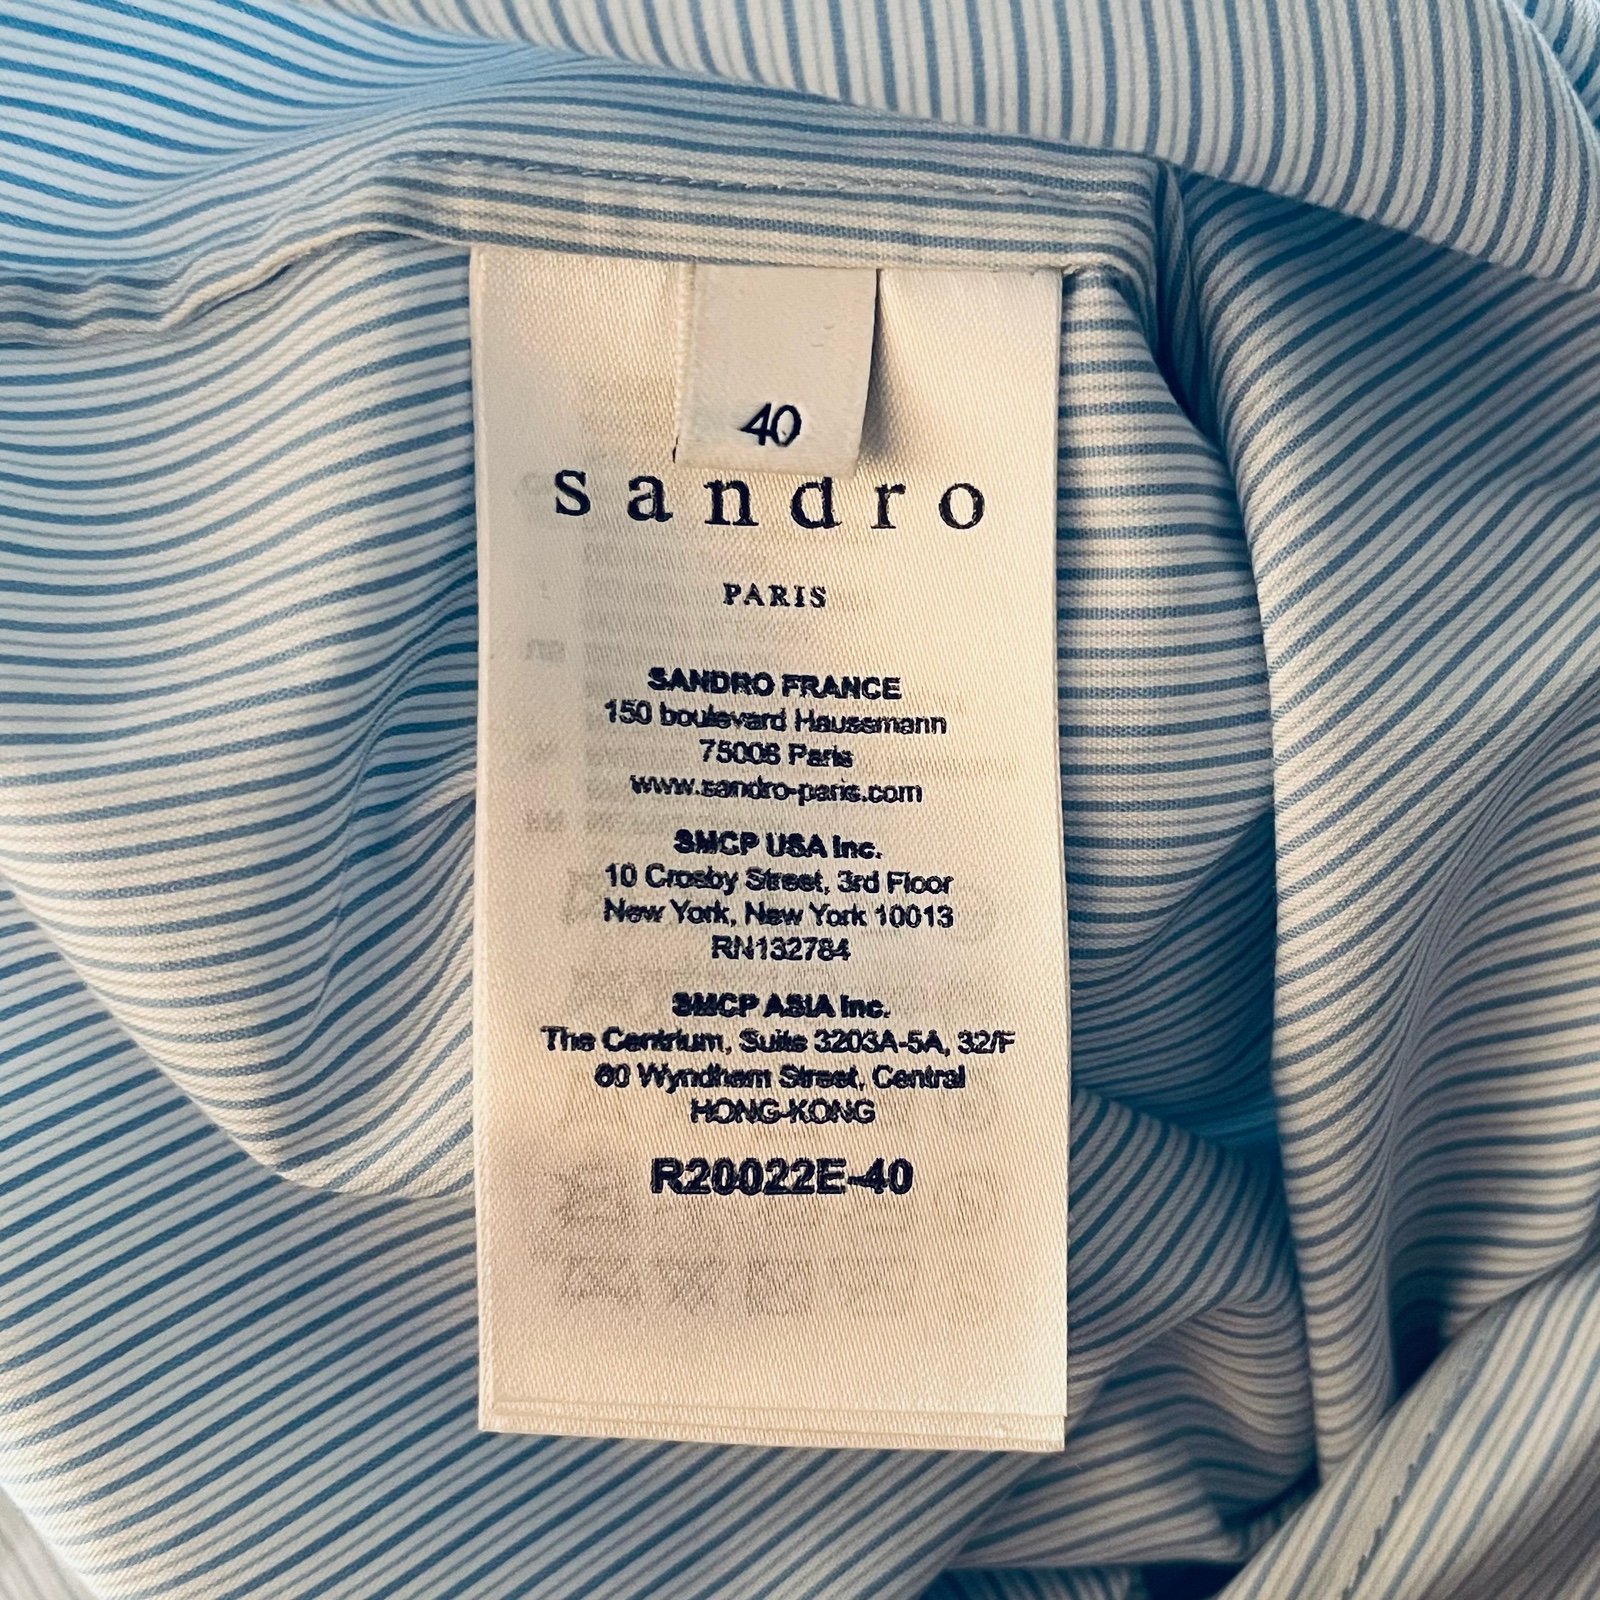 40
sandro
PARIS
SANDRO FRANCE
150 boulevard Haussmann
75008 Paris
www.sandro-paris.com
SMCP USA Inc.
10 Crosby Street, 3rd Floor
New York, New York 10013
RN132784
SMCP ASIA Inc.
The Centrium, Suite 3203A-5A, 32/F
60 Wyndham Street, Central
HONG-KONG
R20022E-40